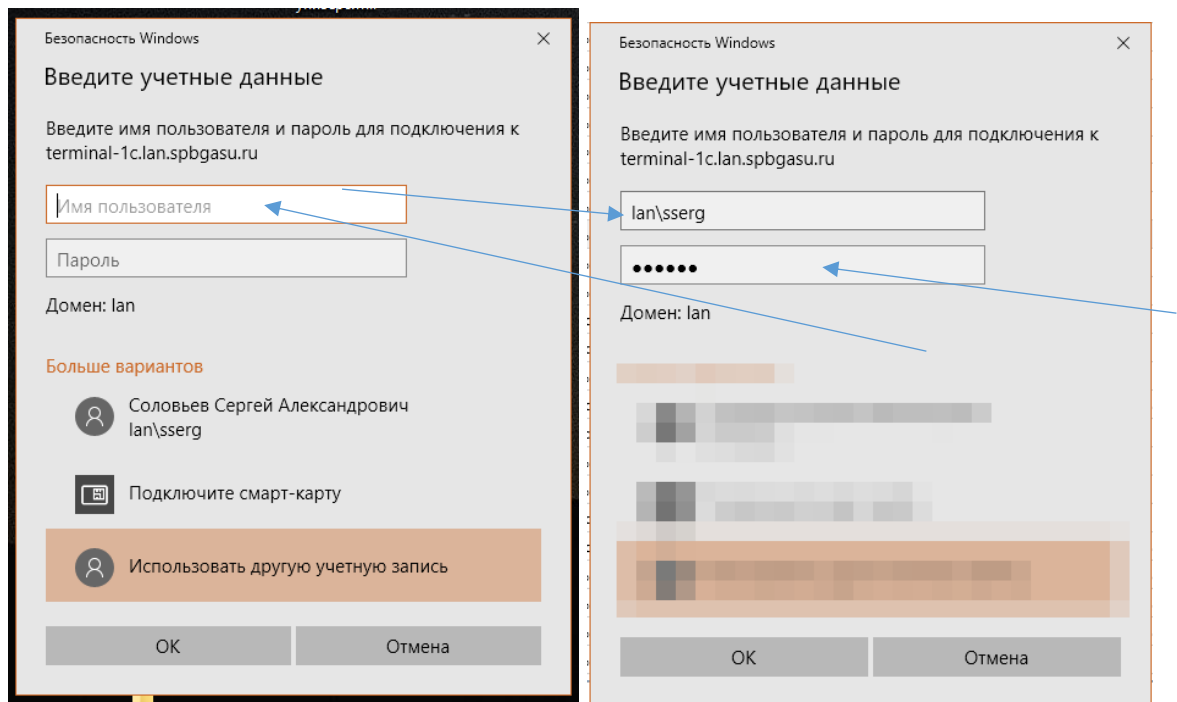 Безопасность Windows
Введите учетные данные
Введите имя пользователя и пароль для подключения к
terminal-1c.lan.spbgasu.ru
Имя пользователя
Пароль
Домен: lan
Больше вариантов
Соловьев Сергей Александрович
lan\sserg
Подключите смарт-карту
Использовать другую учетную запись
ОК
Отмена
Безопасность Windows
Введите учетные данные
Введите имя пользователя и пароль для подключения к
terminal-1c.lan.spbgasu.ru
lan\sserg
●●●●●●
Домен: lan
ОК
Отмена